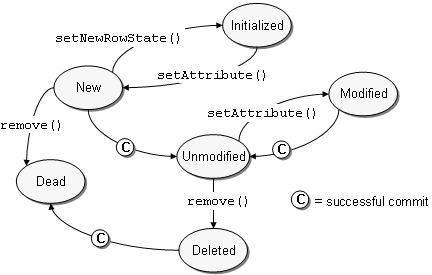 Initialized
setNewRowState()
setAttribute()
New
Modified
setAttribute()
remove()
C
Unmodified
C
Dead
remove()
C = successful commit
C
Deleted